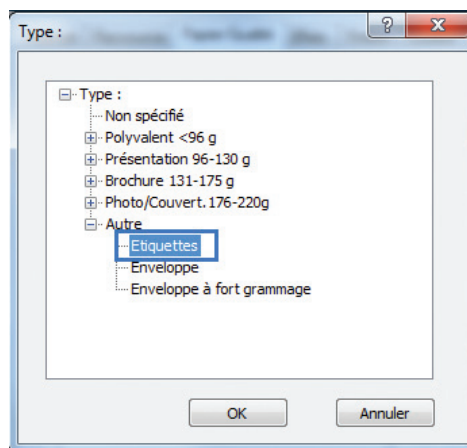 Type :
Type :
Non spécifié
Polyvalent <96 g
Présentation 96-130 g
Brochure 131-175 g
Photo/Couvert.176-220g
Autre
Etiquettes
Enveloppe
Enveloppe à fort grammage
OK
Annuler